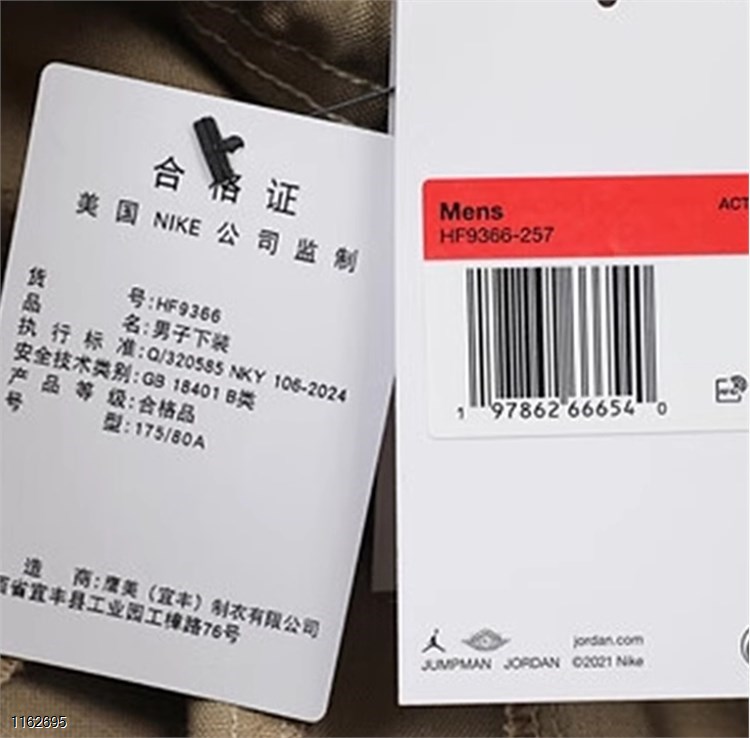 合格证
美国 NIKE 公司监制
货 号:HF9366
品 名:男子下装
执行标准:Q/320585 NKY 106-2024
安全技术类别:GB 18401 B类
产品等级:合格品
号 型:175/80A
造 商:鹰美(宜丰)制衣有限公司
省宜丰县工业园工樟路76号
Mens
ACT
HF9366-257
1 97862 66654 0
JUMPMAN JORDAN
jordan.com
©2021 Nike
1162695